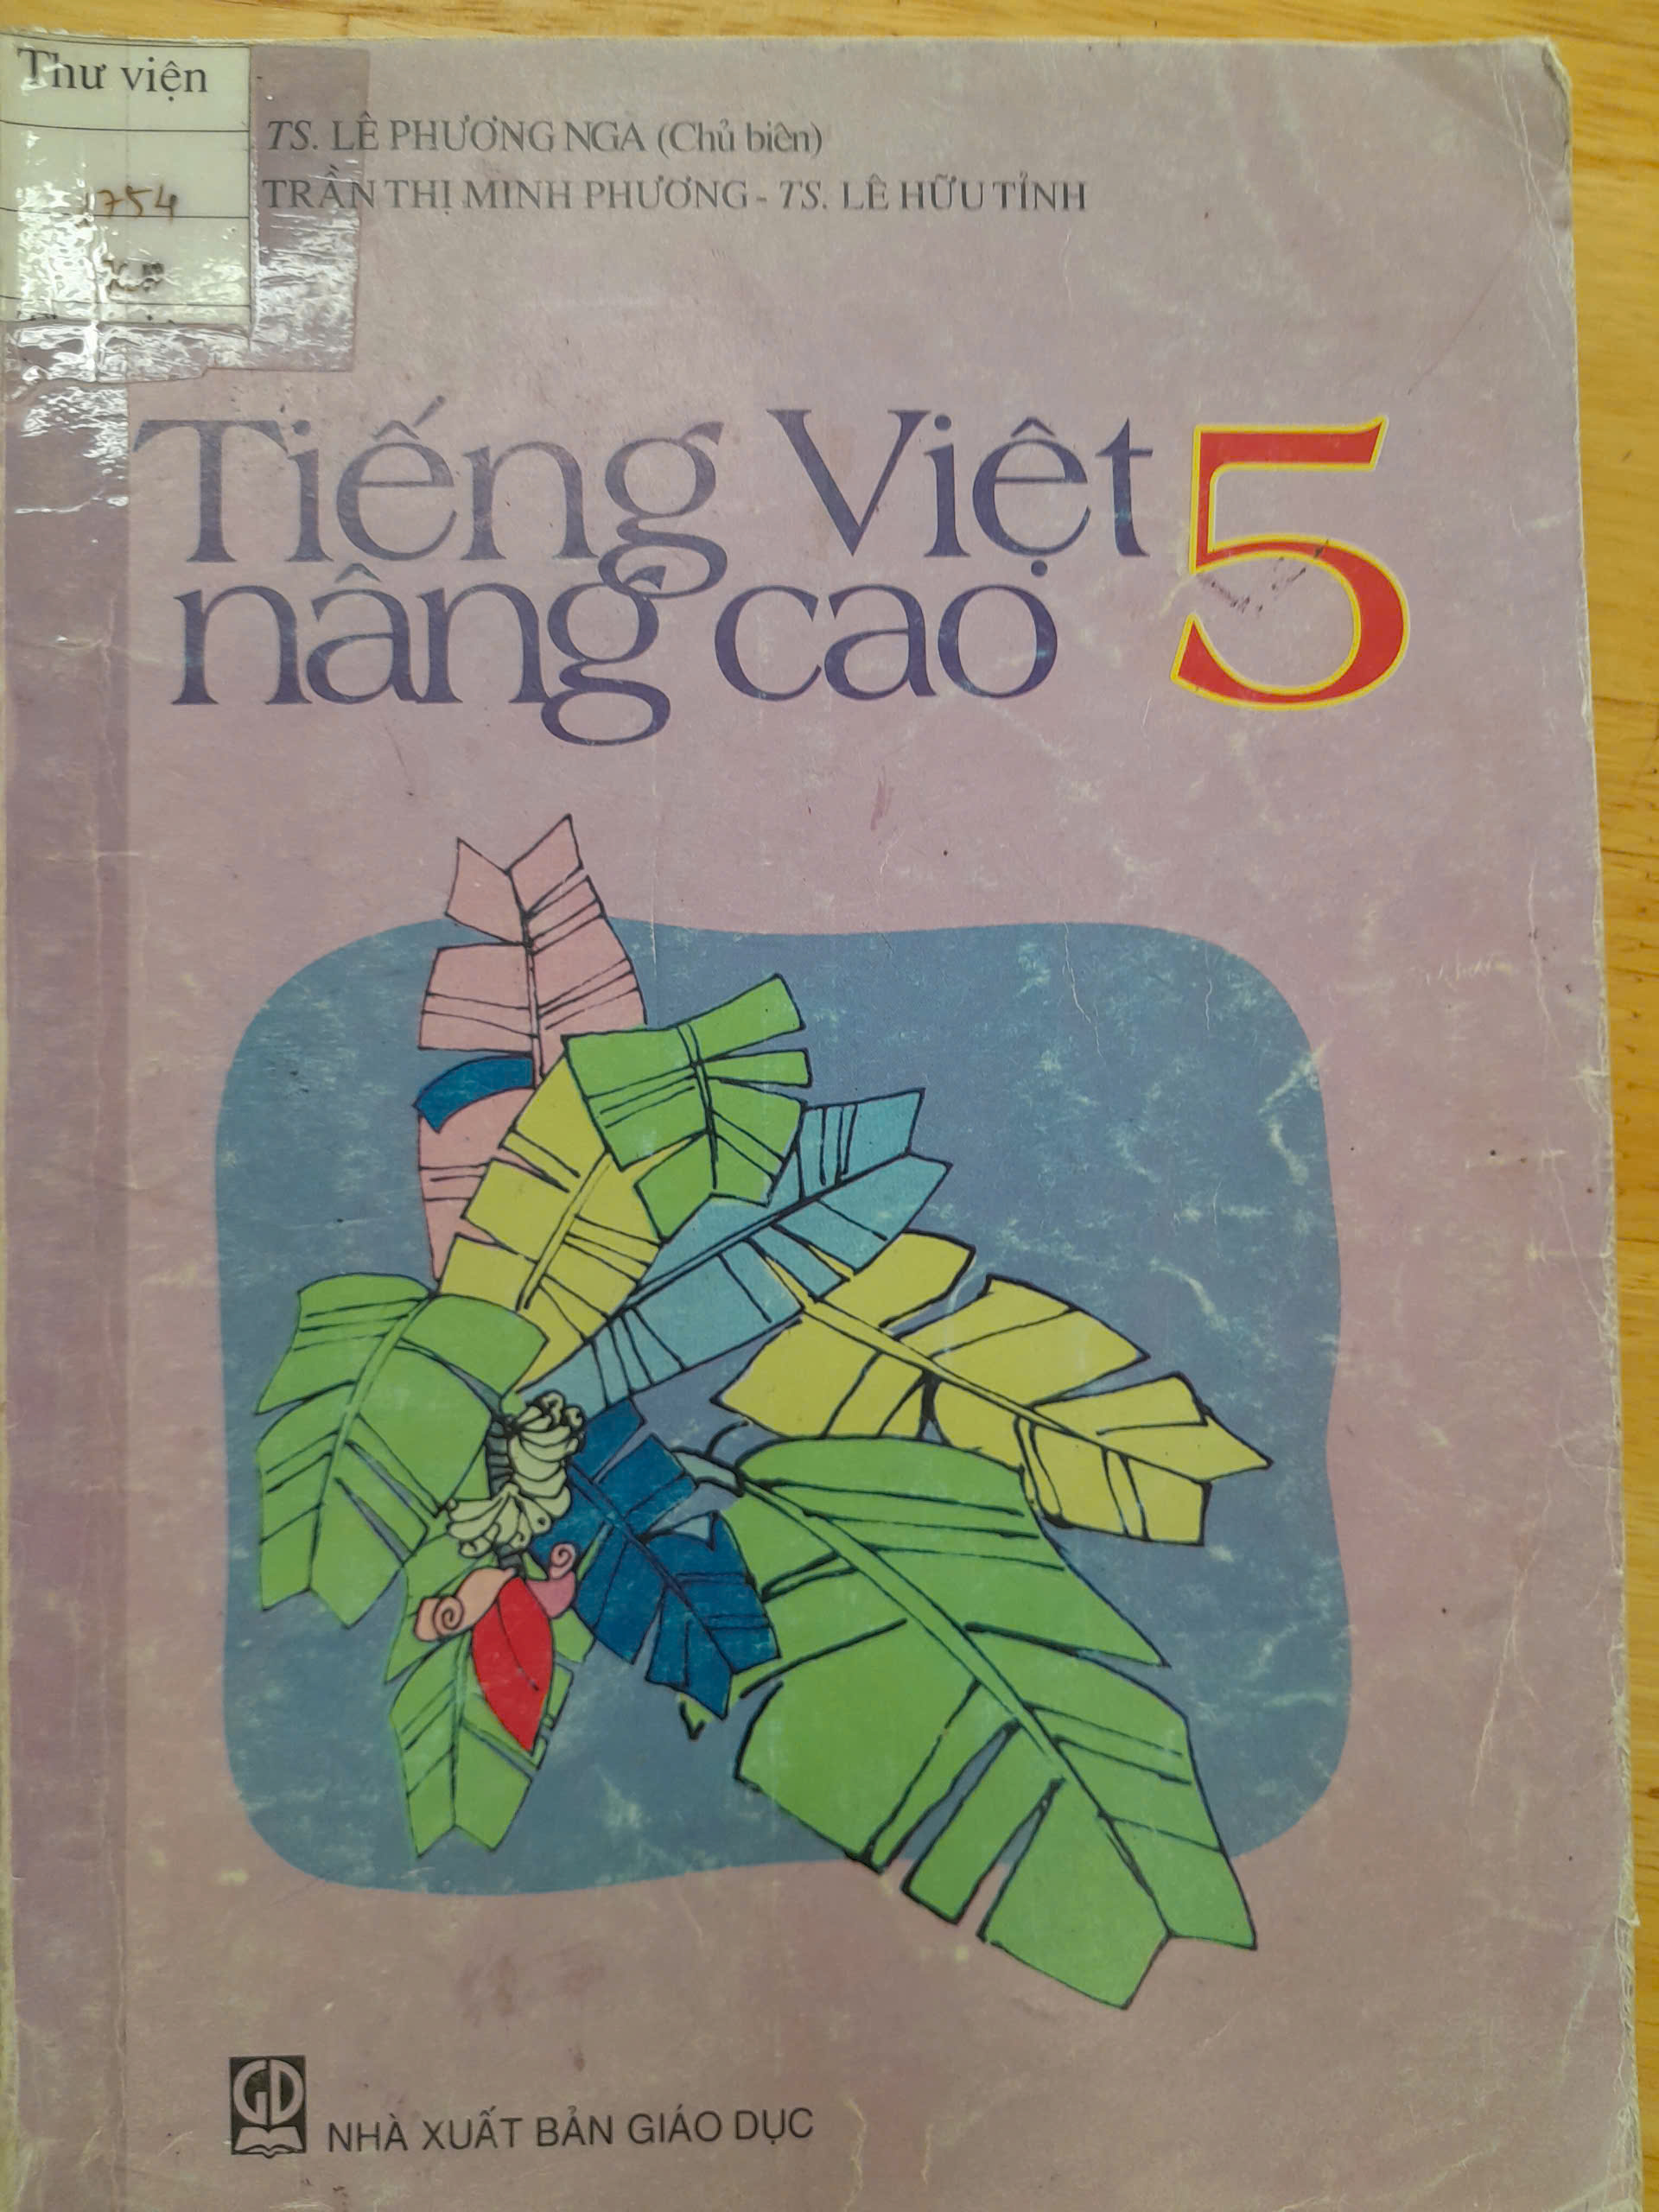 Thư viện
1754
TS. LÊ PHƯƠNG NGA (Chủ biên)
TRẦN THỊ MINH PHƯƠNG - TS. LÊ HỮU TỈNH
Tiếng Việt 5
nâng cao
GD
NHÀ XUẤT BẢN GIÁO DỤC